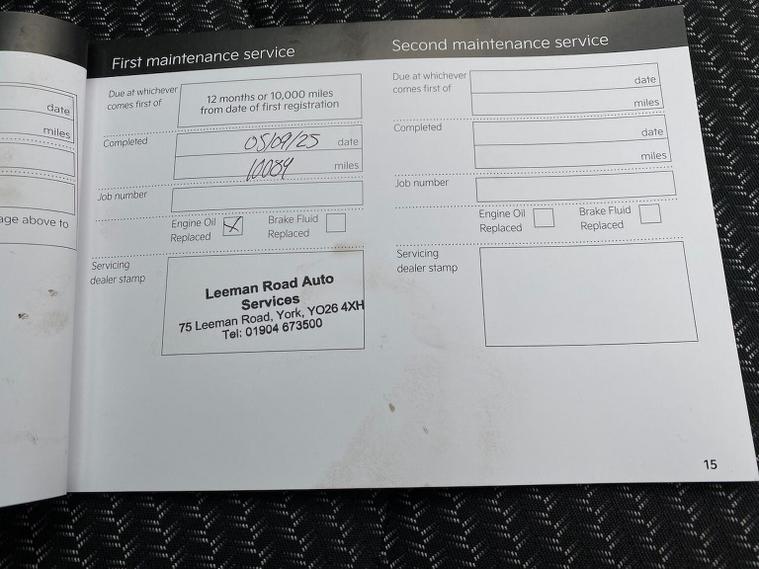 date
miles
age above to
First maintenance service
Due at whichever
comes first of
12 months or 10,000 miles
from date of first registration
Completed
05/09/25 date
10089 miles
Job number
Engine Oil
Replaced
Brake Fluid
Replaced
Servicing
dealer stamp
Leeman Road Auto
Services
75 Leeman Road, York, YO26 4XH
Tel: 01904 673500
Second maintenance service
Due at whichever
comes first of
date
miles
Completed
date
miles
Job number
Engine Oil
Replaced
Brake Fluid
Replaced
Servicing
dealer stamp
15